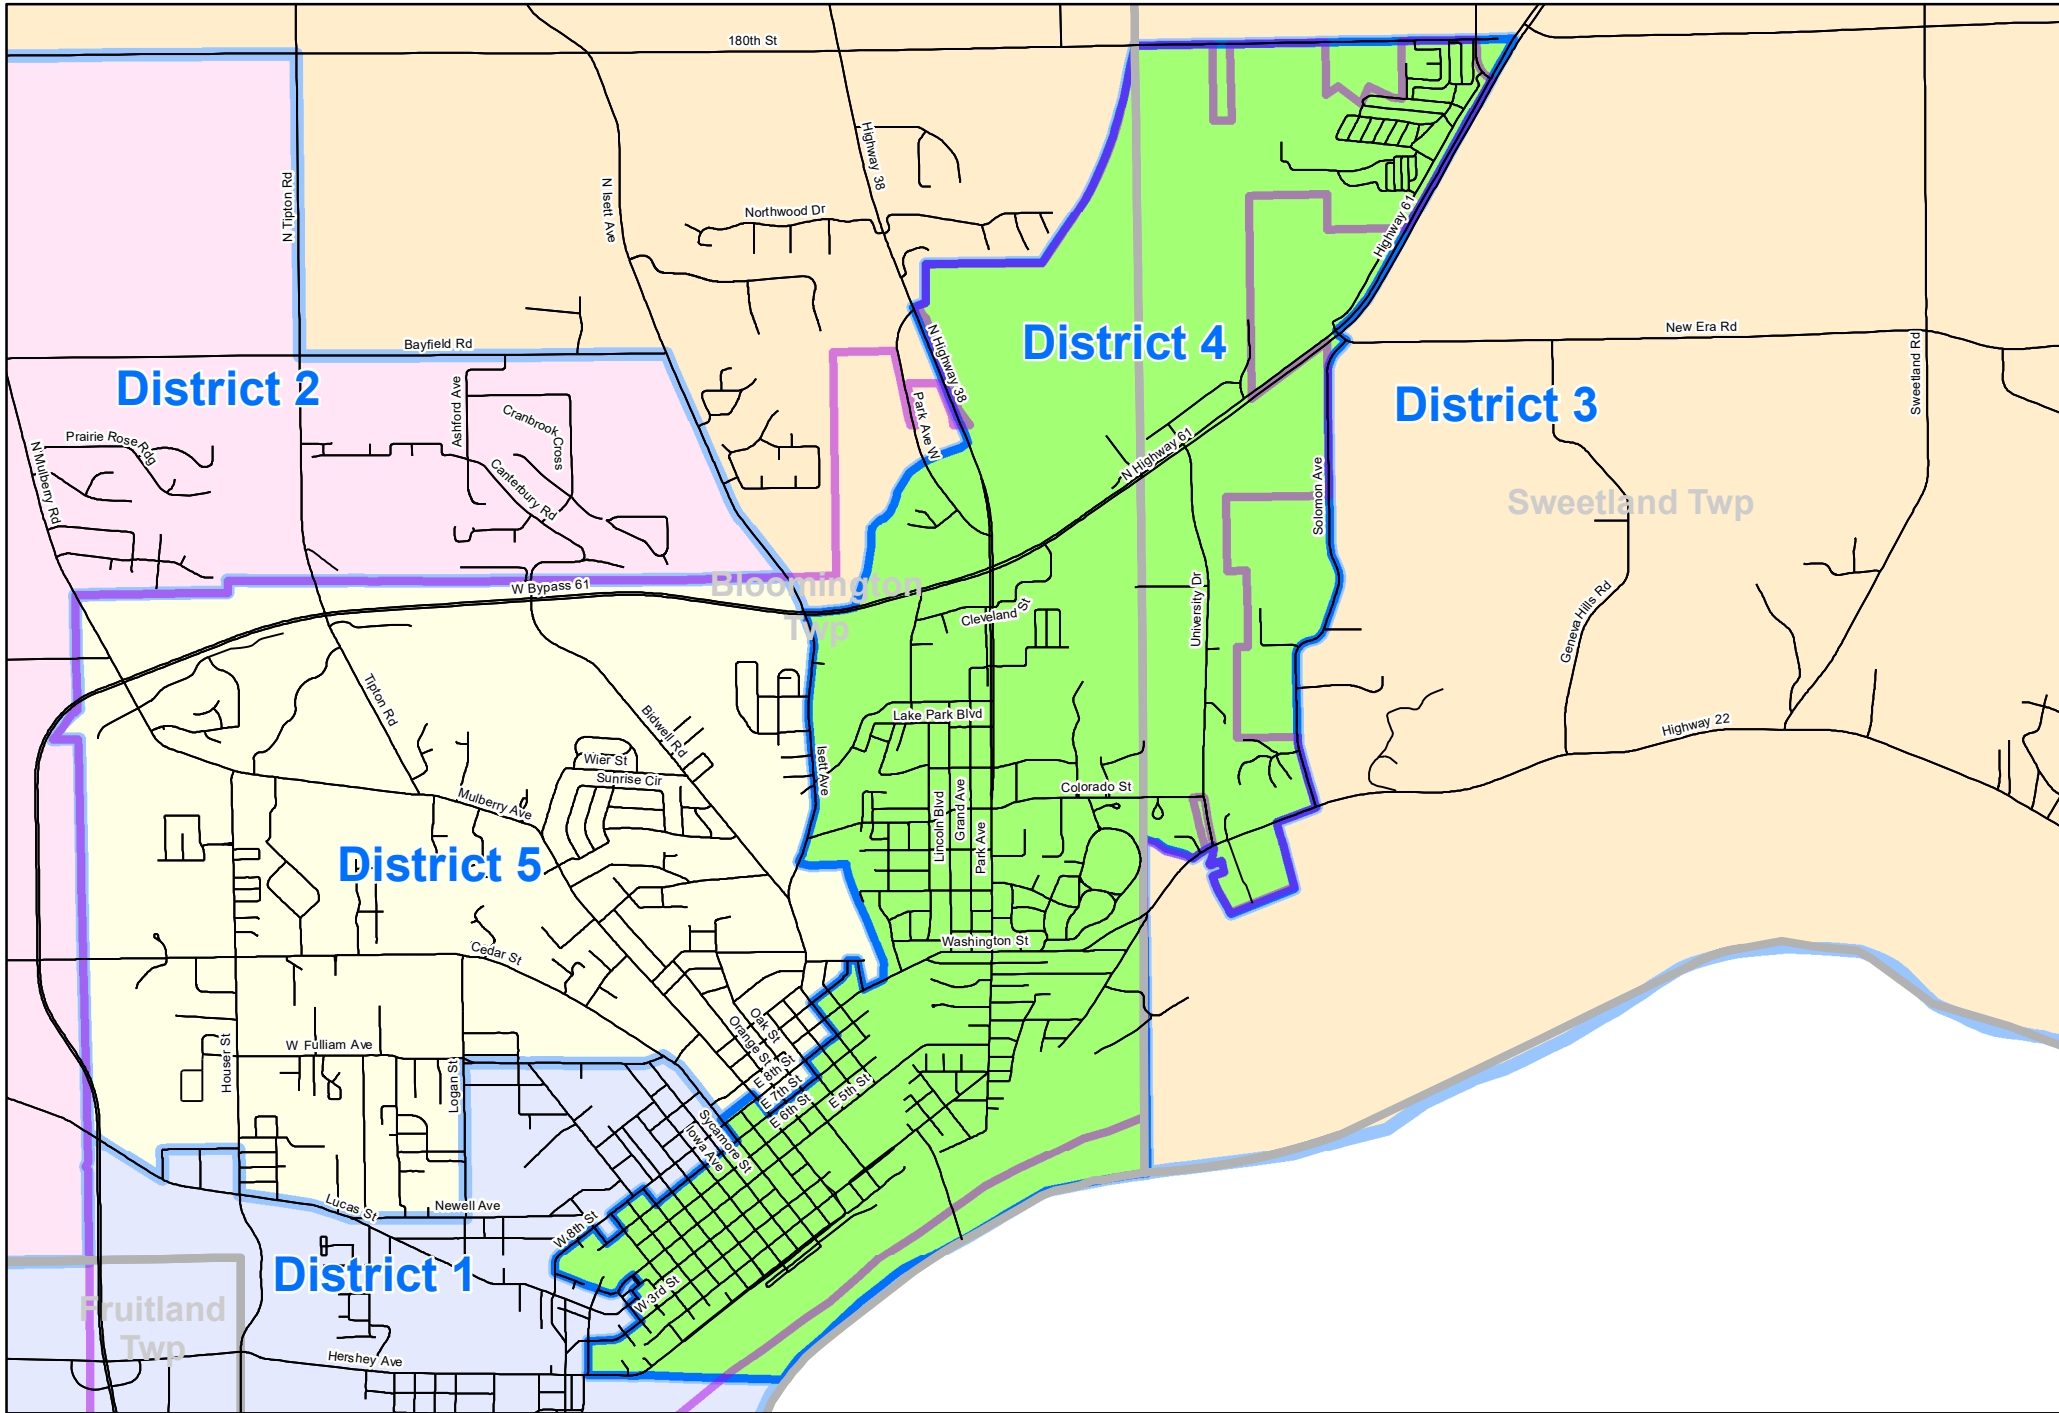 180th St
Highway 38
N Tipton Rd
N Isett Ave
Northwood Dr
Highway 61
District 4
New Era Rd
Bayfield Rd
N Highway 38
Sweetland Rd
District 2
District 3
Ashford Ave
Cranbrook
Cross
Park Ave W
Prairie Rose Rdg
N Mulberry Rd
Canterbury Rd
N Highway 61
Solomon Ave
Sweetland Twp
W Bypass 61
Bloomington
Twp
Cleveland St
University Dr
Geneva Hills Rd
Tipton Rd
Bidwell Rd
Lake Park Blvd
Highway 22
Wier St
Sunrise Cir
Isett Ave
Mulberry Ave
Colorado St
Lincoln Blvd
Grand Ave
Park Ave
District 5
Cedar St
Washington St
Oak St
Orange St
W Fulliam Ave
Houser St
Logan St
E 8th St
E 7th St
E 6th St
E 5th St
Sycamore St
Iowa Ave
Lucas St
Newell Ave
W 8th St
District 1
W 3rd St
Fruitland
Twp
Hershey Ave